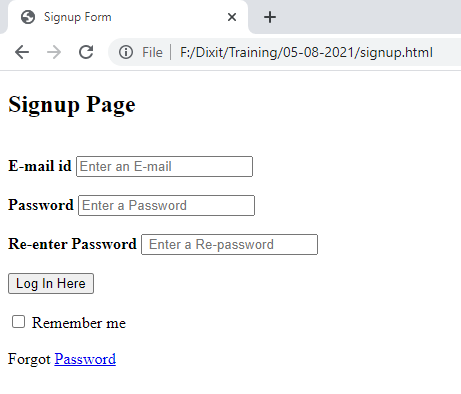 Signup Form
File F:/Dixit/Training/05-08-2021/signup.html
Signup Page
E-mail id Enter an E-mail
Password Enter a Password
Re-enter Password Enter a Re-password
Log In Here
Remember me
Forgot Password